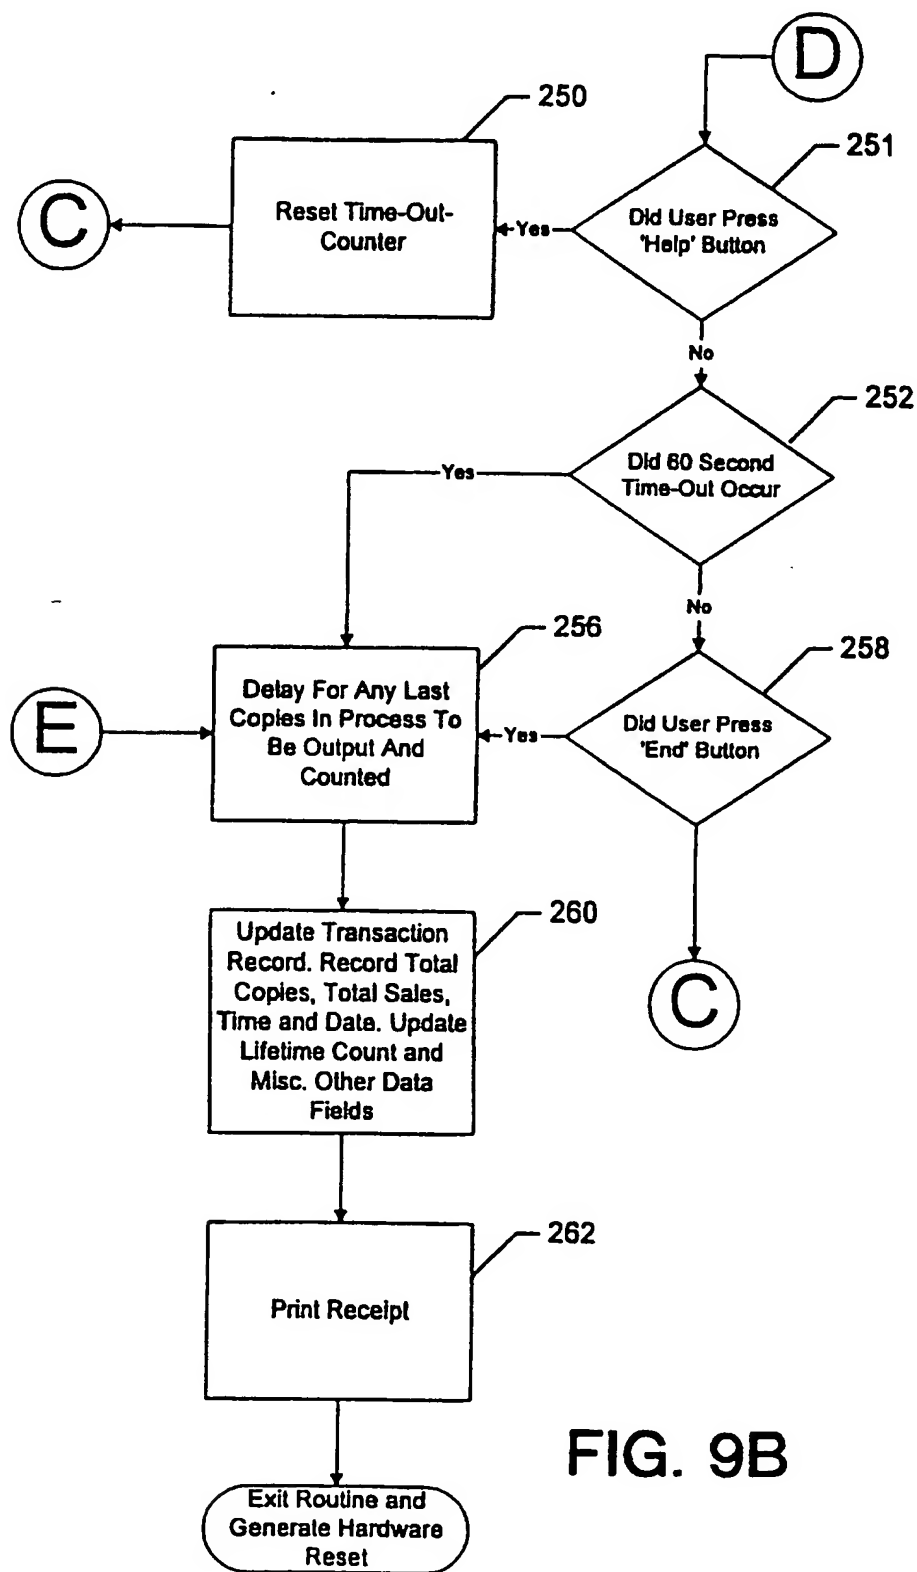 D
250
251
C
Reset Time-Out-
Counter
Yes
Did User Press
'Help' Button
No
252
Did 60 Second
Time-Out Occur
Yes
No
256
258
E
Delay For Any Last
Copies In Process To
Be Output And
Counted
Yes
Did User Press
'End' Button
260
Update Transaction
Record. Record Total
Copies, Total Sales,
Time and Date. Update
Lifetime Count and
Misc. Other Data
Fields
C
262
Print Receipt
FIG. 9B
Exit Routine and
Generate Hardware
Reset